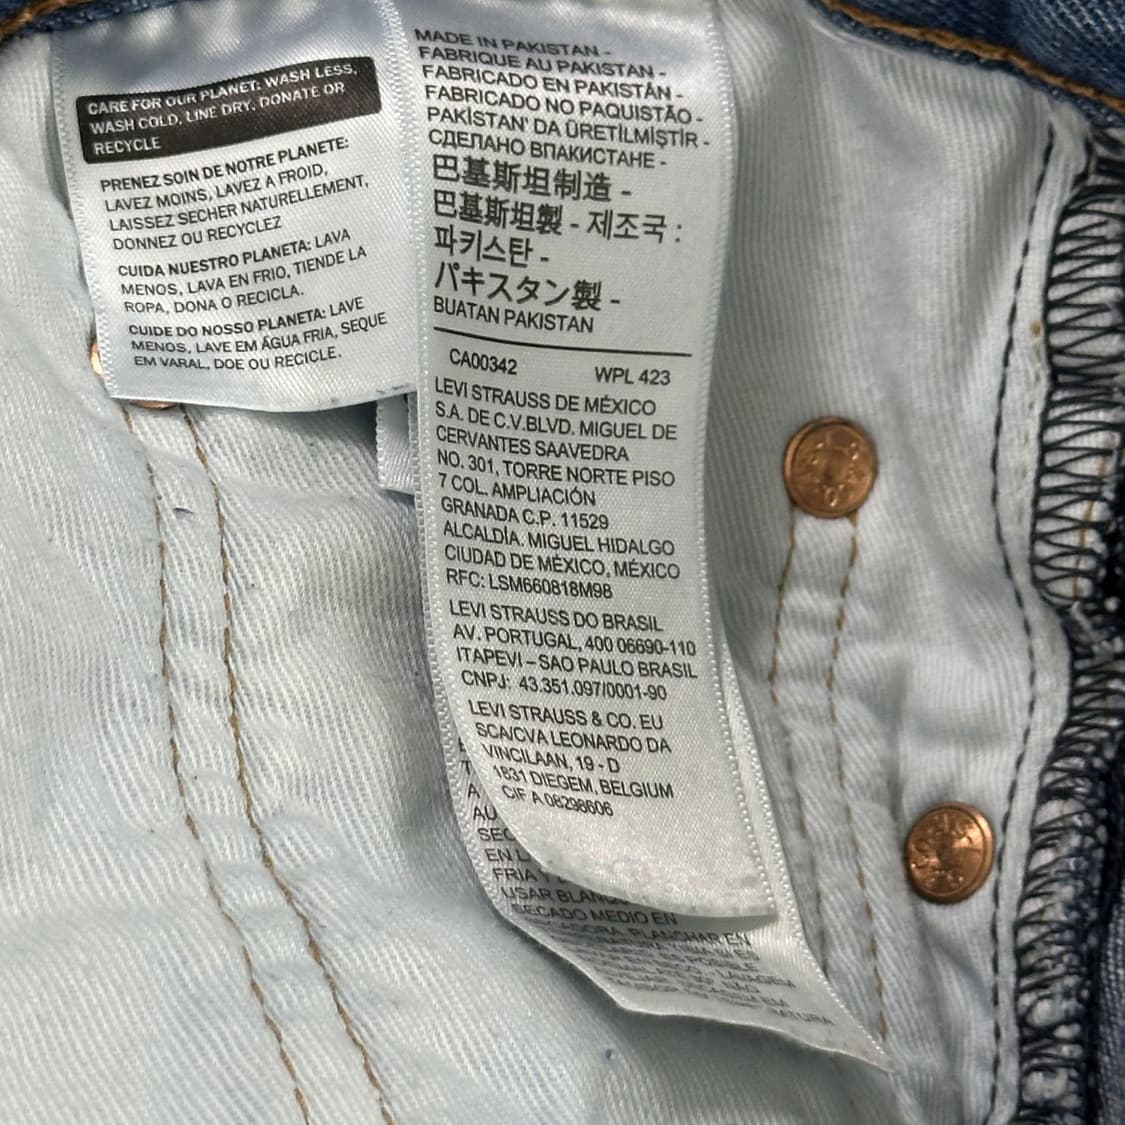 CARE FOR OUR PLANET: WASH LESS,
WASH COLD, LINE DRY, DONATE OR
RECYCLE
PRENEZ SOIN DE NOTRE PLANETE:
LAVEZ MOINS, LAVEZ A FROID,
LAISSEZ SECHER NATURELLEMENT,
DONNEZ OU RECYCLEZ
CUIDA NUESTRO PLANETA: LAVA
MENOS, LAVA EN FRIO, TIENDE LA
ROPA, DONA O RECICLA.
CUIDE DO NOSSO PLANETA: LAVE
MENOS, LAVE EM ÁGUA FRIA, SEQUE
EM VARAL, DOE OU RECICLE.
MADE IN PAKISTAN -
FABRIQUE AU PAKISTAN -
FABRICADO EN PAKISTÁN -
FABRICADO NO PAQUISTÃO -
PAKİSTAN' DA ÜRETİLMİŞTİR -
СДЕЛАНО ВПАКИСТАНЕ -
巴基斯坦制造 -
巴基斯坦製 - 제조국 :
파키스탄 -
パキスタン製 -
BUATAN PAKISTAN
CA00342 WPL 423
LEVI STRAUSS DE MÉXICO
S.A. DE C.V.BLVD. MIGUEL DE
CERVANTES SAAVEDRA
NO. 301, TORRE NORTE PISO
7 COL. AMPLIACIÓN
GRANADA C.P. 11529
ALCALDÍA. MIGUEL HIDALGO
CIUDAD DE MÉXICO, MÉXICO
RFC: LSM660818M98
LEVI STRAUSS DO BRASIL
AV. PORTUGAL, 400 06690-110
ITAPEVI – SAO PAULO BRASIL
CNPJ: 43.351.097/0001-90
LEVI STRAUSS & CO. EU
SCA/CVA LEONARDO DA
VINCILAAN, 19 - D
1831 DIEGEM, BELGIUM
CIF A 08298606
AU
SEC
EN L
FRIA Y
USAR BLANQ
SECADO MEDIO EN
PLANCHAR EN